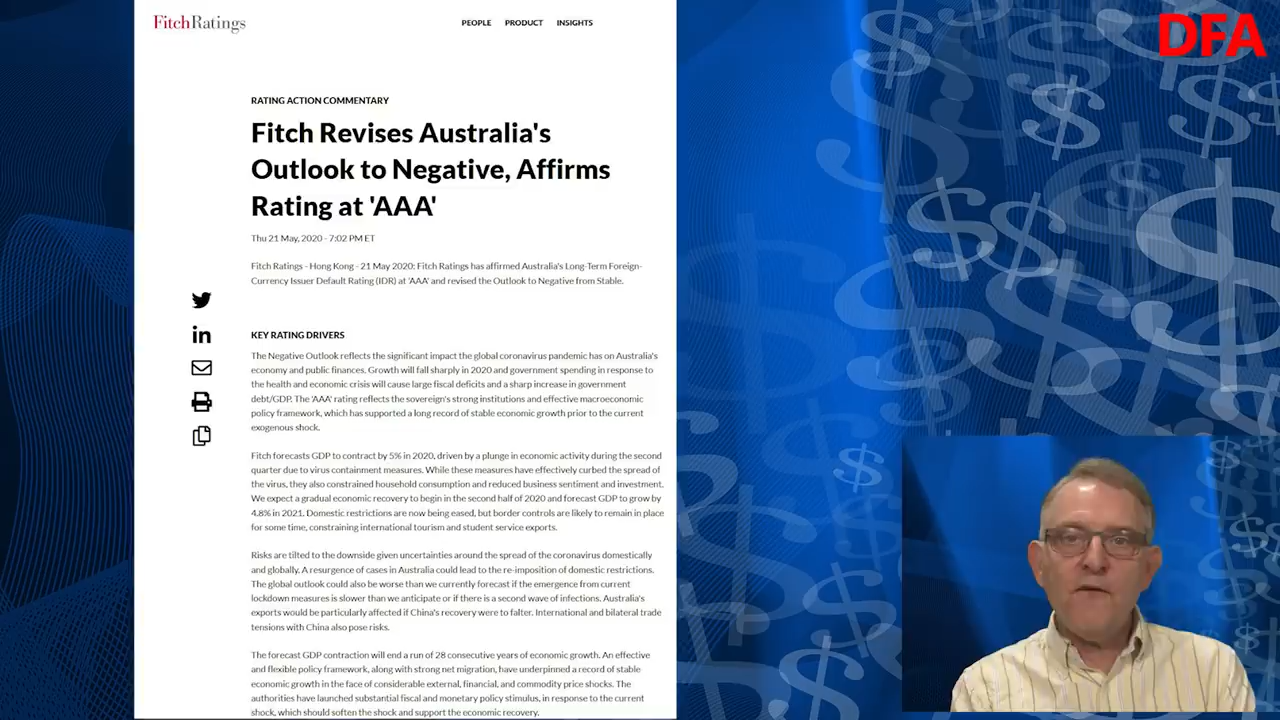 FitchRatings
PEOPLE PRODUCT INSIGHTS
DFA
RATING ACTION COMMENTARY
Fitch Revises Australia's
Outlook to Negative, Affirms
Rating at 'AAA'
Thu 21 May, 2020 - 7:02 PM ET
Fitch Ratings - Hong Kong - 21 May 2020: Fitch Ratings has affirmed Australia's Long-Term Foreign-
Currency Issuer Default Rating (IDR) at 'AAA' and revised the Outlook to Negative from Stable.
KEY RATING DRIVERS
The Negative Outlook reflects the significant impact the global coronavirus pandemic has on Australia's
economy and public finances. Growth will fall sharply in 2020 and government spending in response to
the health and economic crisis will cause large fiscal deficits and a sharp increase in government
debt/GDP. The 'AAA' rating reflects the sovereign's strong institutions and effective macroeconomic
policy framework, which has supported a long record of stable economic growth prior to the current
exogenous shock.
Fitch forecasts GDP to contract by 5% in 2020, driven by a plunge in economic activity during the second
quarter due to virus containment measures. While these measures have effectively curbed the spread of
the virus, they also constrained household consumption and reduced business sentiment and investment.
We expect a gradual economic recovery to begin in the second half of 2020 and forecast GDP to grow by
4.8% in 2021. Domestic restrictions are now being eased, but border controls are likely to remain in place
for some time, constraining international tourism and student service exports.
Risks are tilted to the downside given uncertainties around the spread of the coronavirus domestically
and globally. A resurgence of cases in Australia could lead to the re-imposition of domestic restrictions.
The global outlook could also be worse than we currently forecast if the emergence from current
lockdown measures is slower than we anticipate or if there is a second wave of infections. Australia's
exports would be particularly affected if China's recovery were to falter. International and bilateral trade
tensions with China also pose risks.
The forecast GDP contraction will end a run of 28 consecutive years of economic growth. An effective
and flexible policy framework, along with strong net migration, have underpinned a record of stable
economic growth in the face of considerable external, financial, and commodity price shocks. The
authorities have launched substantial fiscal and monetary policy stimulus, in response to the current
shock, which should soften the shock and support the economic recovery.